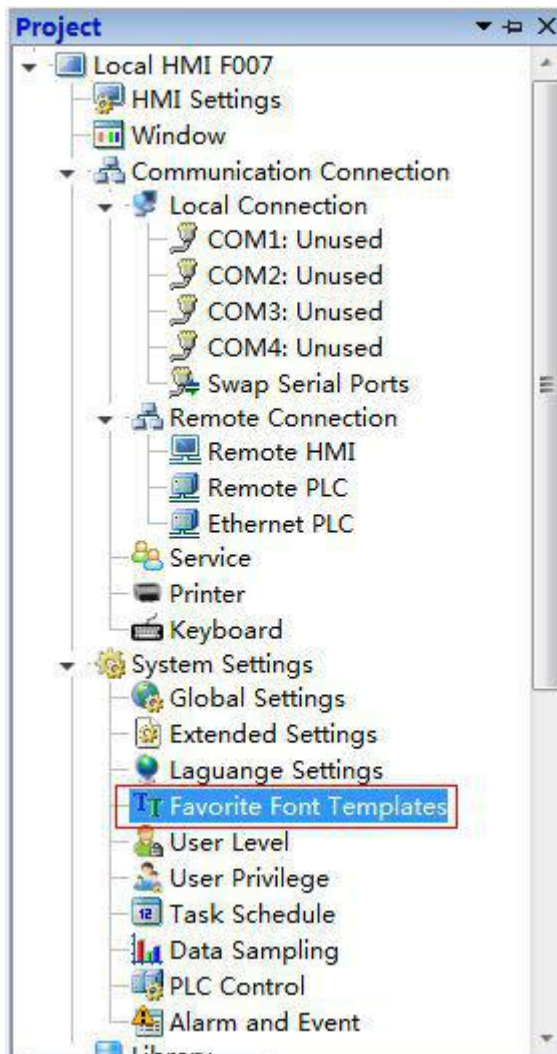 Project
Local HMI F007
HMI Settings
Window
Communication Connection
Local Connection
COM1: Unused
COM2: Unused
COM3: Unused
COM4: Unused
Swap Serial Ports
Remote Connection
Remote HMI
Remote PLC
Ethernet PLC
Service
Printer
Keyboard
System Settings
Global Settings
Extended Settings
Laguange Settings
Favorite Font Templates
User Level
User Privilege
Task Schedule
Data Sampling
PLC Control
Alarm and Event
Library